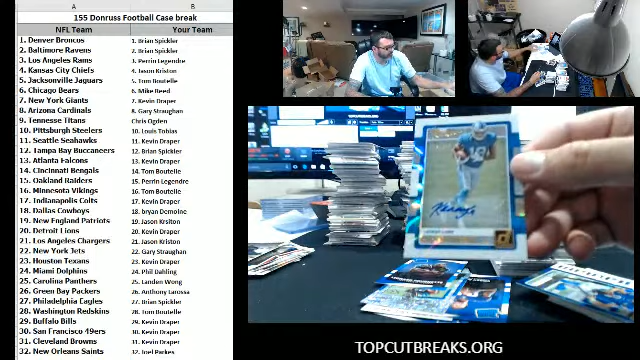 A B
155 Donruss Football Case break
NFL Team Your Team
1. Denver Broncos 1. Brian Spickler
2. Baltimore Ravens 2. Brian Spickler
3. Los Angeles Rams 3. Perrin Legendre
4. Kansas City Chiefs 4. Jason Kriston
5. Jacksonville Jaguars 5. Tom Boutelle
6. Chicago Bears 6. Mike Reed
7. New York Giants 7. Kevin Draper
8. Arizona Cardinals 8. Gary Straughan
9. Tennesse Titans Chris Ogden
10. Pittsburgh Steelers 10. Louis Tobias
11. Seattle Seahawks 11. Kevin Draper
12. Tampa Bay Buccaneers 12. Brian Spickler
13. Atlanta Falcons 13. Kevin Draper
14. Cincinnati Bengals 14. Tom Boutelle
15. Oakland Raiders 15. Perrin Legendre
16. Minnesota Vikings 16. Tom Boutelle
17. Indianapolis Colts 17. Kevin Draper
18. Dallas Cowboys 18. bryan Demoine
19. New England Patriots 19. Jason Kriston
20. Detroit Lions 20. Kevin Draper
21. Los Angeles Chargers 21. Jason Kriston
22. New York Jets 22. Gary Straughan
23. Houston Texans 23. Kevin Draper
24. Miami Dolphins 24. Phil Dahling
25. Carolina Panthers 25. Landen Wong
26. Green Bay Packers 26. Anthony Larossa
27. Philadelphia Eagles 27. Brian Spickler
28. Washington Redskins 28. Tom Boutelle
29. Buffalo Bills 29. Kevin Draper
30. San Francisco 49ers 30. Kevin Draper
31. Cleveland Browns 31. Kevin Draper
32. New Orleans Saints 32. Joel Parkes
TOPCUTBREAKS.ORG